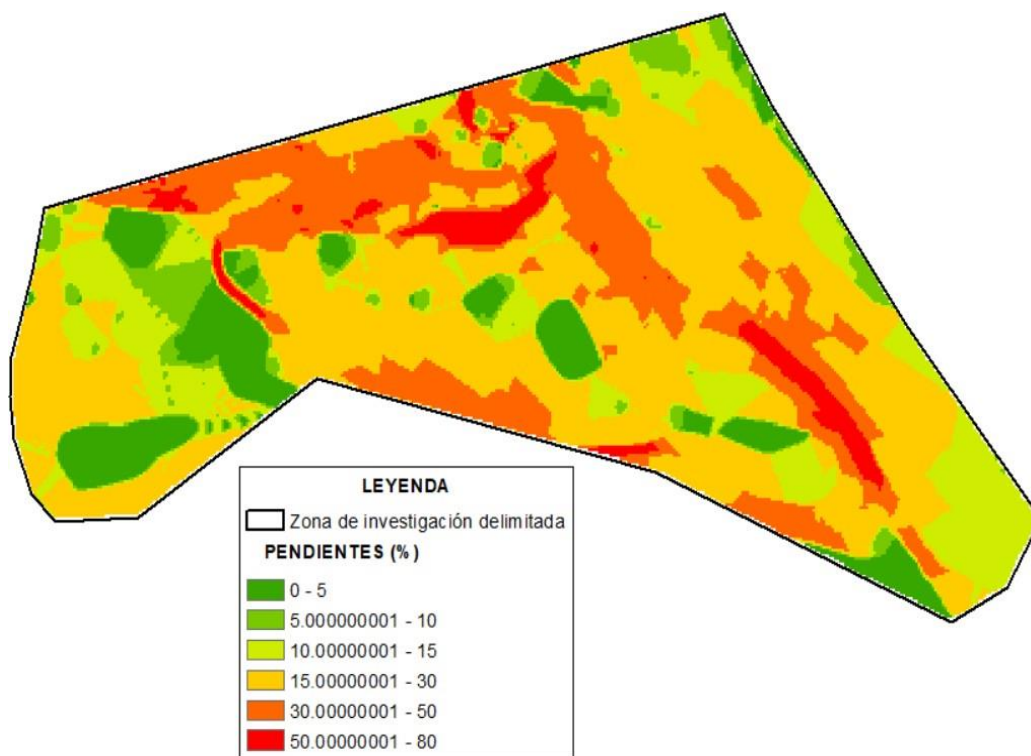 LEYENDA
Zona de investigación delimitada
PENDIENTES (%)
0 - 5
5.000000001 - 10
10.00000001 - 15
15.00000001 - 30
30.00000001 - 50
50.00000001 - 80